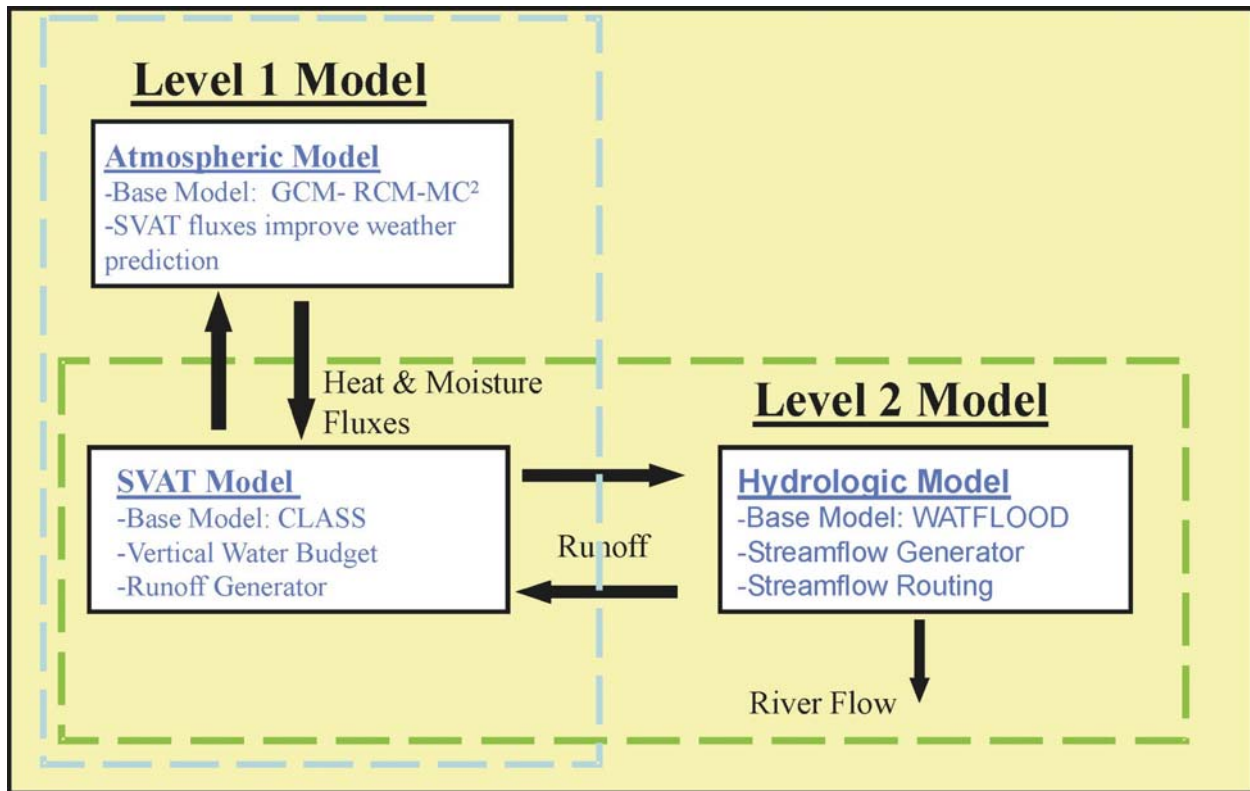 Level 1 Model
Atmospheric Model
-Base Model: GCM- RCM-MC²
-SVAT fluxes improve weather
prediction
Heat & Moisture
Fluxes
Level 2 Model
SVAT Model
-Base Model: CLASS
-Vertical Water Budget
-Runoff Generator
Runoff
Hydrologic Model
-Base Model: WATFLOOD
-Streamflow Generator
-Streamflow Routing
River Flow